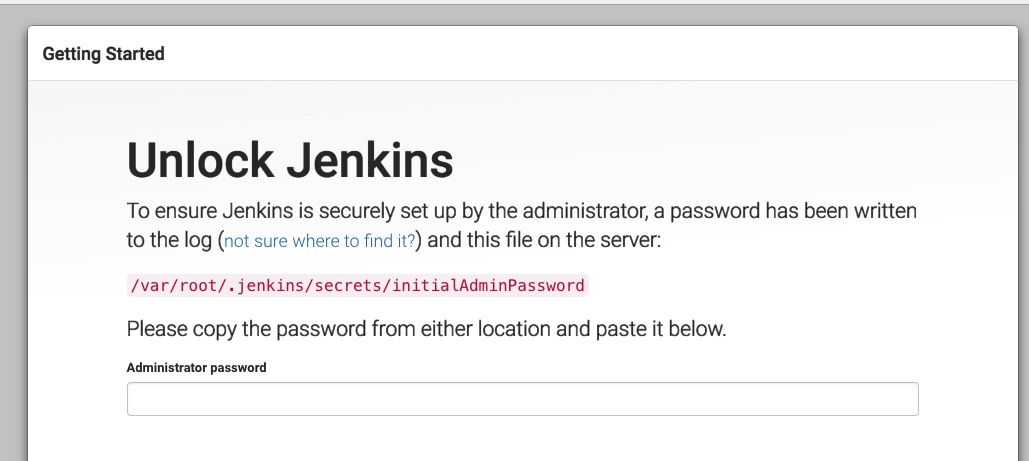 Getting Started
Unlock Jenkins
To ensure Jenkins is securely set up by the administrator, a password has been written
to the log (not sure where to find it?) and this file on the server:
/var/root/.jenkins/secrets/initialAdminPassword
Please copy the password from either location and paste it below.
Administrator password